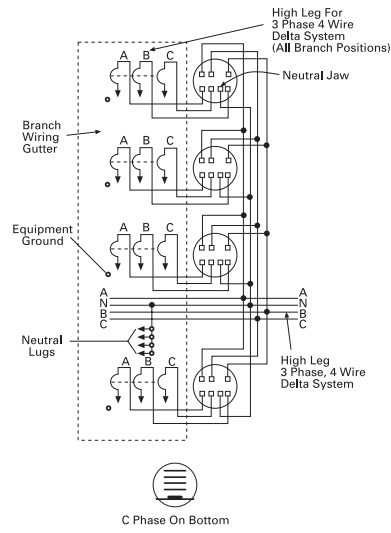 High Leg For
3 Phase 4 Wire
Delta System
(All Branch Positions)
A B C
Neutral Jaw
Branch
Wiring
Gutter
A B C
Equipment
Ground
A B C
A
N
B
C
A
N
B
C
Neutral
Lugs
A B C
High Leg
3 Phase, 4 Wire
Delta System
C Phase On Bottom